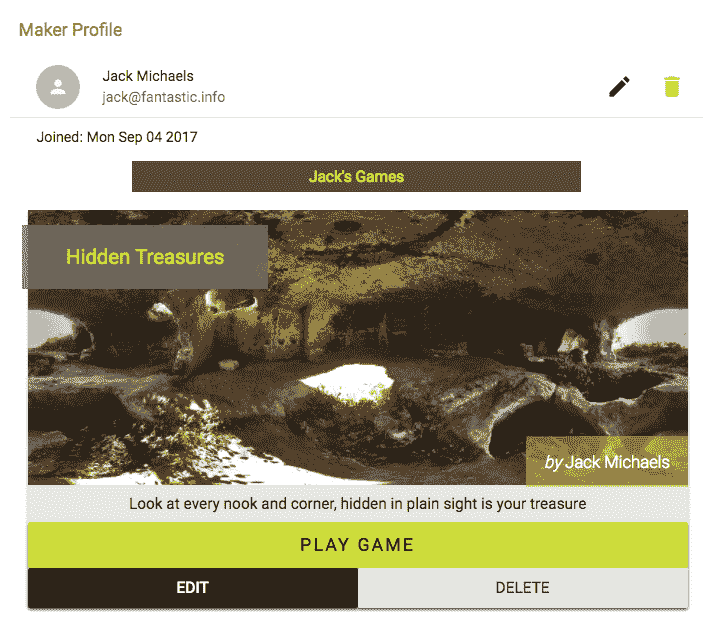 Maker Profile
Jack Michaels
jack@fantastic.info
Joined: Mon Sep 04 2017
Jack's Games
Hidden Treasures
by Jack Michaels
Look at every nook and corner, hidden in plain sight is your treasure
PLAY GAME
EDIT
DELETE